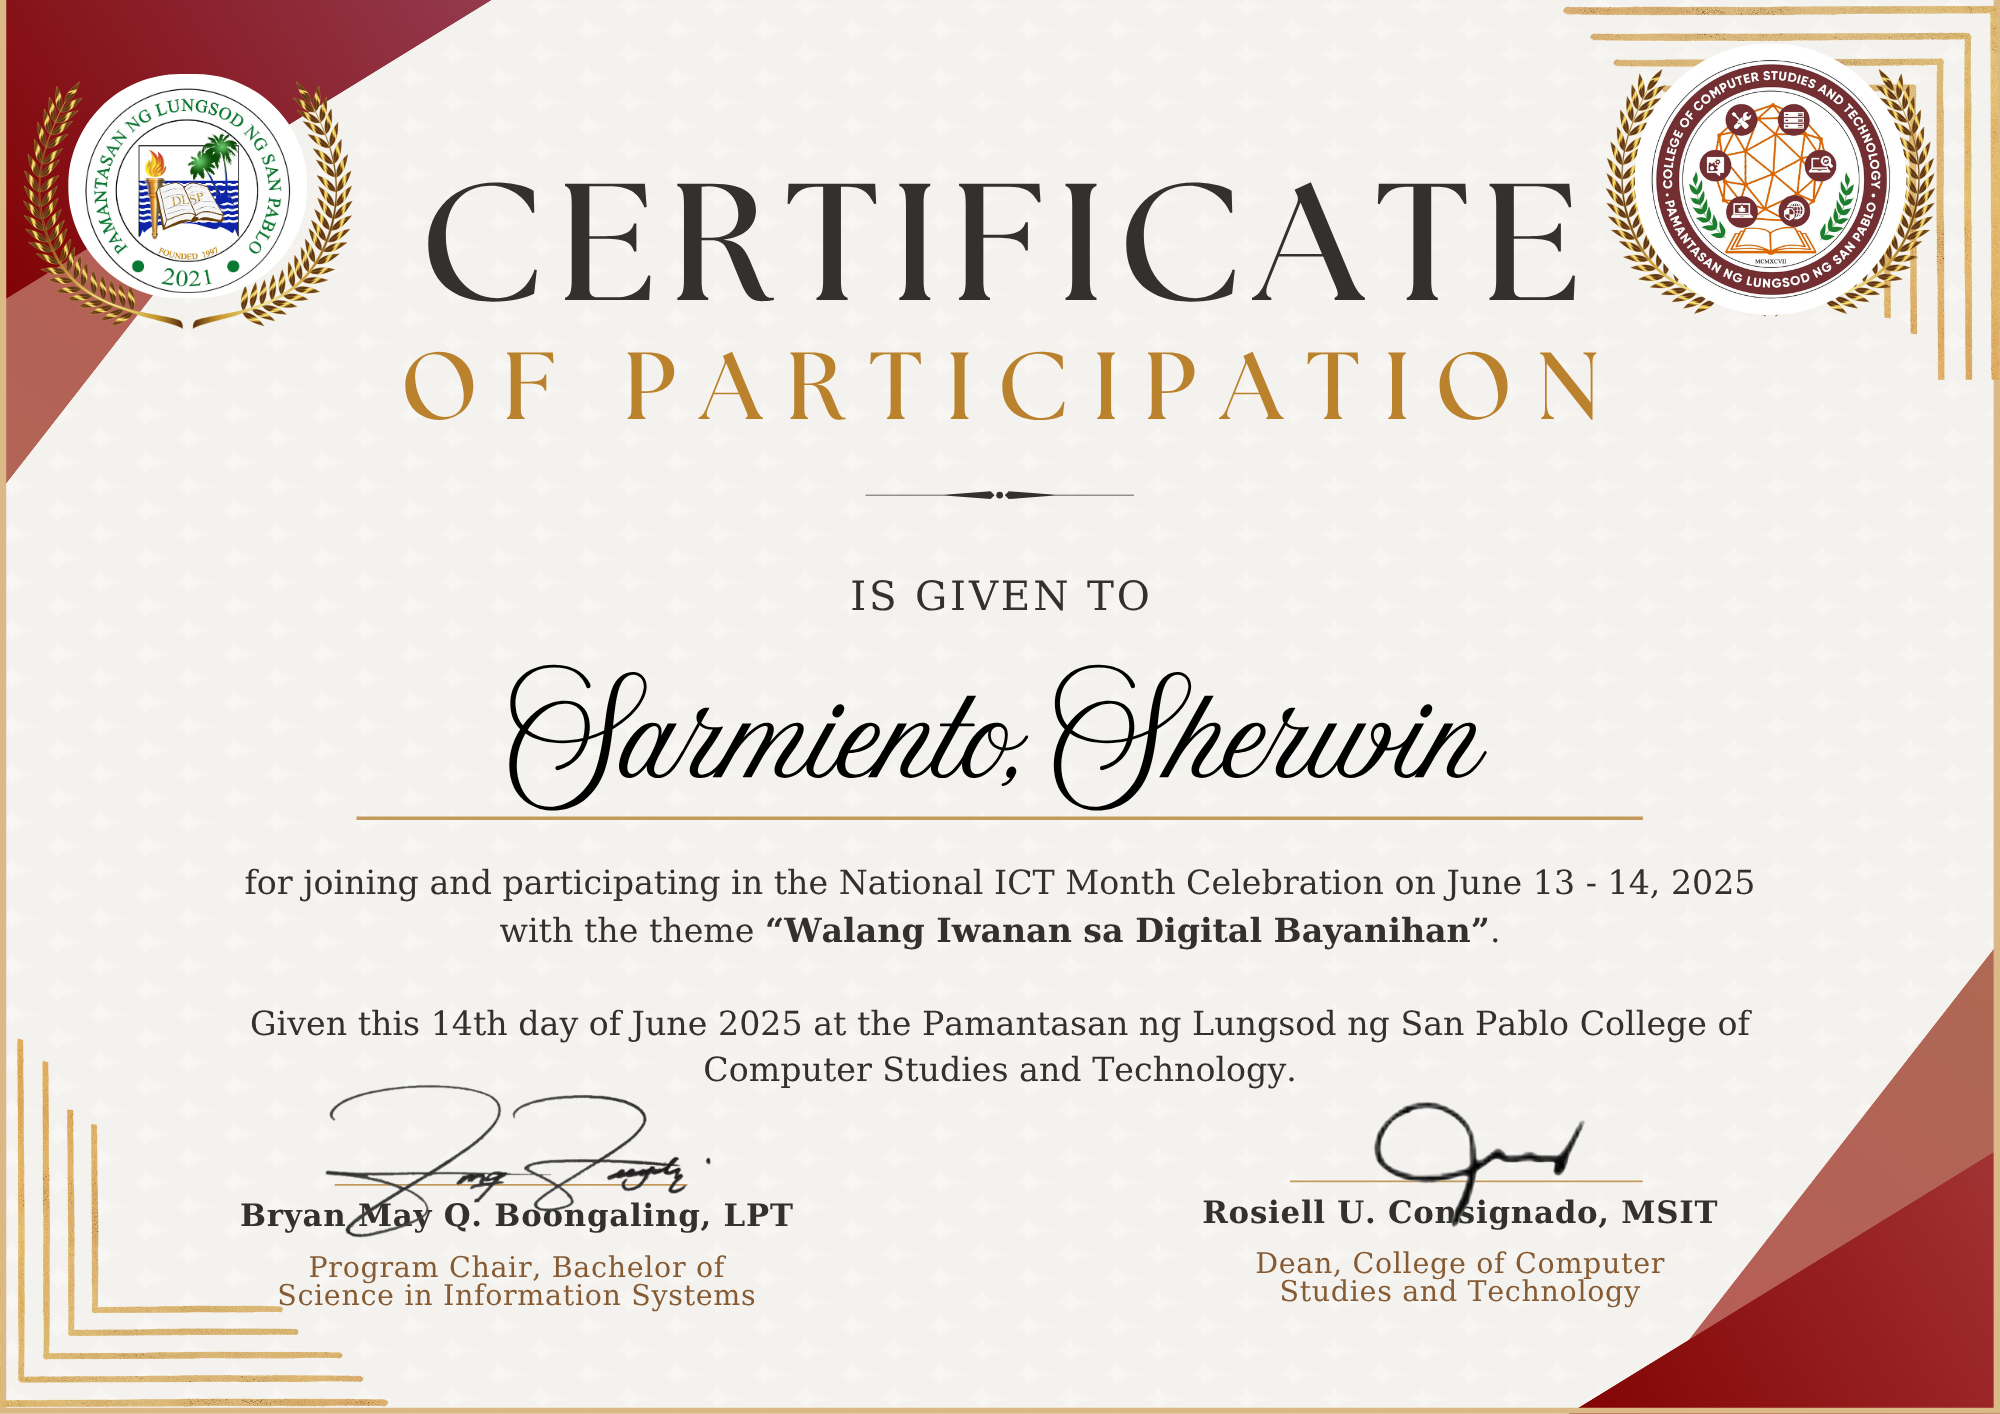 PAMANTASAN NG LUNGSOD NG SAN PABLO
DLSP
FOUNDED 1997
2021
COLLEGE OF COMPUTER STUDIES AND TECHNOLOGY
PAMANTASAN NG LUNGSOD NG SAN PABLO
MCMXCVII
CERTIFICATE
OF PARTICIPATION
IS GIVEN TO
Sarmiento, Sherwin
for joining and participating in the National ICT Month Celebration on June 13 - 14, 2025
with the theme “Walang Iwanan sa Digital Bayanihan”.
Given this 14th day of June 2025 at the Pamantasan ng Lungsod ng San Pablo College of
Computer Studies and Technology.
Bryan May Q. Boongaling, LPT
Program Chair, Bachelor of
Science in Information Systems
Rosiell U. Consignado, MSIT
Dean, College of Computer
Studies and Technology